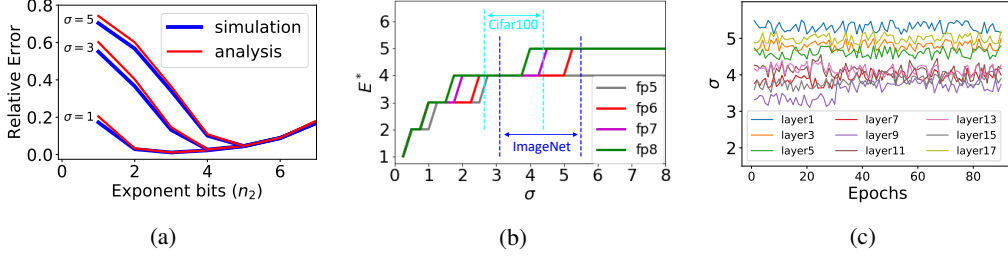 0.8
0.6
0.4
0.2
0.0
Relative Error
σ = 5
σ = 3
σ = 1
simulation
analysis
0
2
4
6
Exponent bits (n₂)
(a)
6
5
4
3
2
1
E*
Cifar100
ImageNet
fp5
fp6
fp7
fp8
0
1
2
3
4
5
6
7
8
σ
(b)
5
4
3
2
σ
layer1
layer3
layer5
layer7
layer9
layer11
layer13
layer15
layer17
0
20
40
60
80
Epochs
(c)